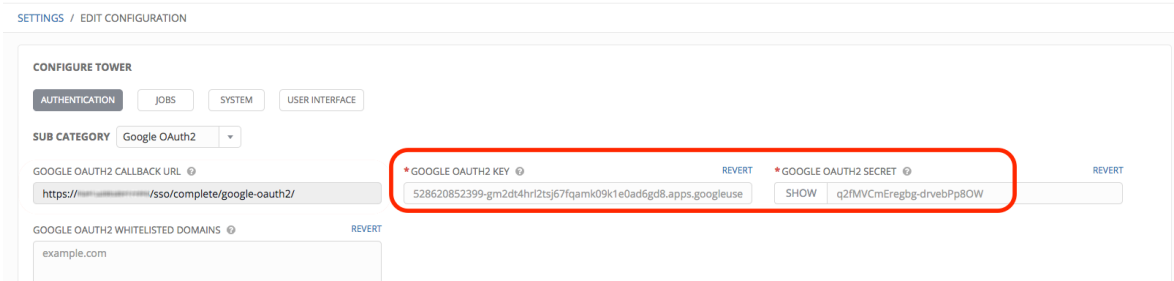 SETTINGS / EDIT CONFIGURATION
CONFIGURE TOWER
AUTHENTICATION JOBS SYSTEM USER INTERFACE
SUB CATEGORY Google OAuth2
GOOGLE OAUTH2 CALLBACK URL
https:// /sso/complete/google-oauth2/
* GOOGLE OAUTH2 KEY REVERT
528620852399-gm2dt4hrl2tsj67fqamk09k1e0ad6gd8.apps.googleuse
* GOOGLE OAUTH2 SECRET REVERT
SHOW q2fMVCmEregbg-drvebPp8OW
GOOGLE OAUTH2 WHITELISTED DOMAINS REVERT
example.com